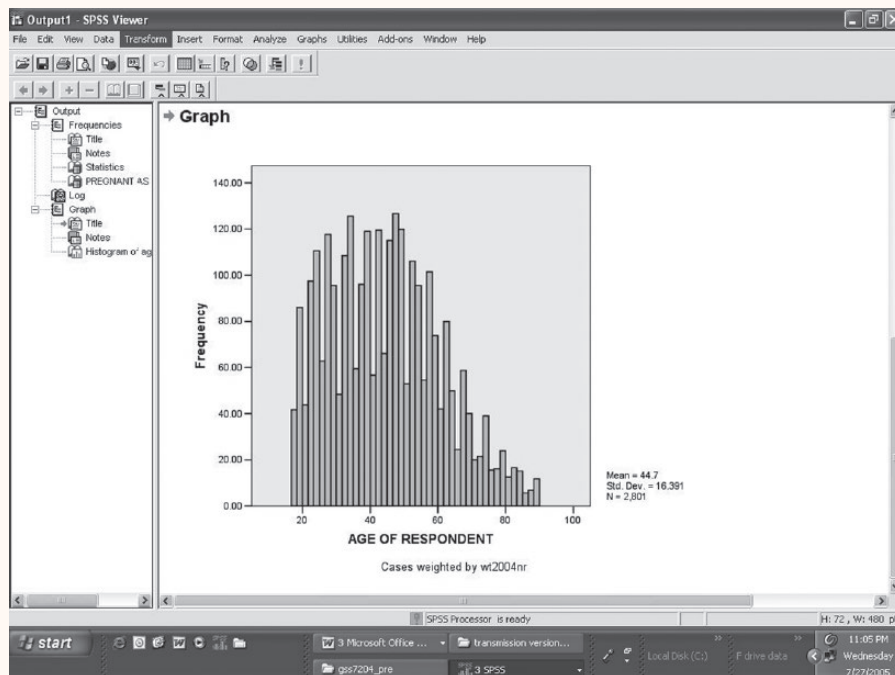 Output1 - SPSS Viewer
File Edit View Data Transform Insert Format Analyze Graphs Utilities Add-ons Window Help
Output
Frequencies
Title
Notes
Statistics
PREGNANT AS
Log
Graph
Title
Notes
Histogram of ag
Graph
140.00
120.00
100.00
80.00
60.00
40.00
20.00
0.00
Frequency
20 40 60 80 100
AGE OF RESPONDENT
Cases weighted by wt2004nr
Mean = 44.7
Std. Dev. = 16.391
N = 2,801
SPSS Processor is ready
H: 72, W: 480 p
start
3 Microsoft Office ...
transmission version...
gss7204_pre
3 SPSS
Local Disk (C:)
F drive data
11:05 PM
Wednesday
7/27/2005